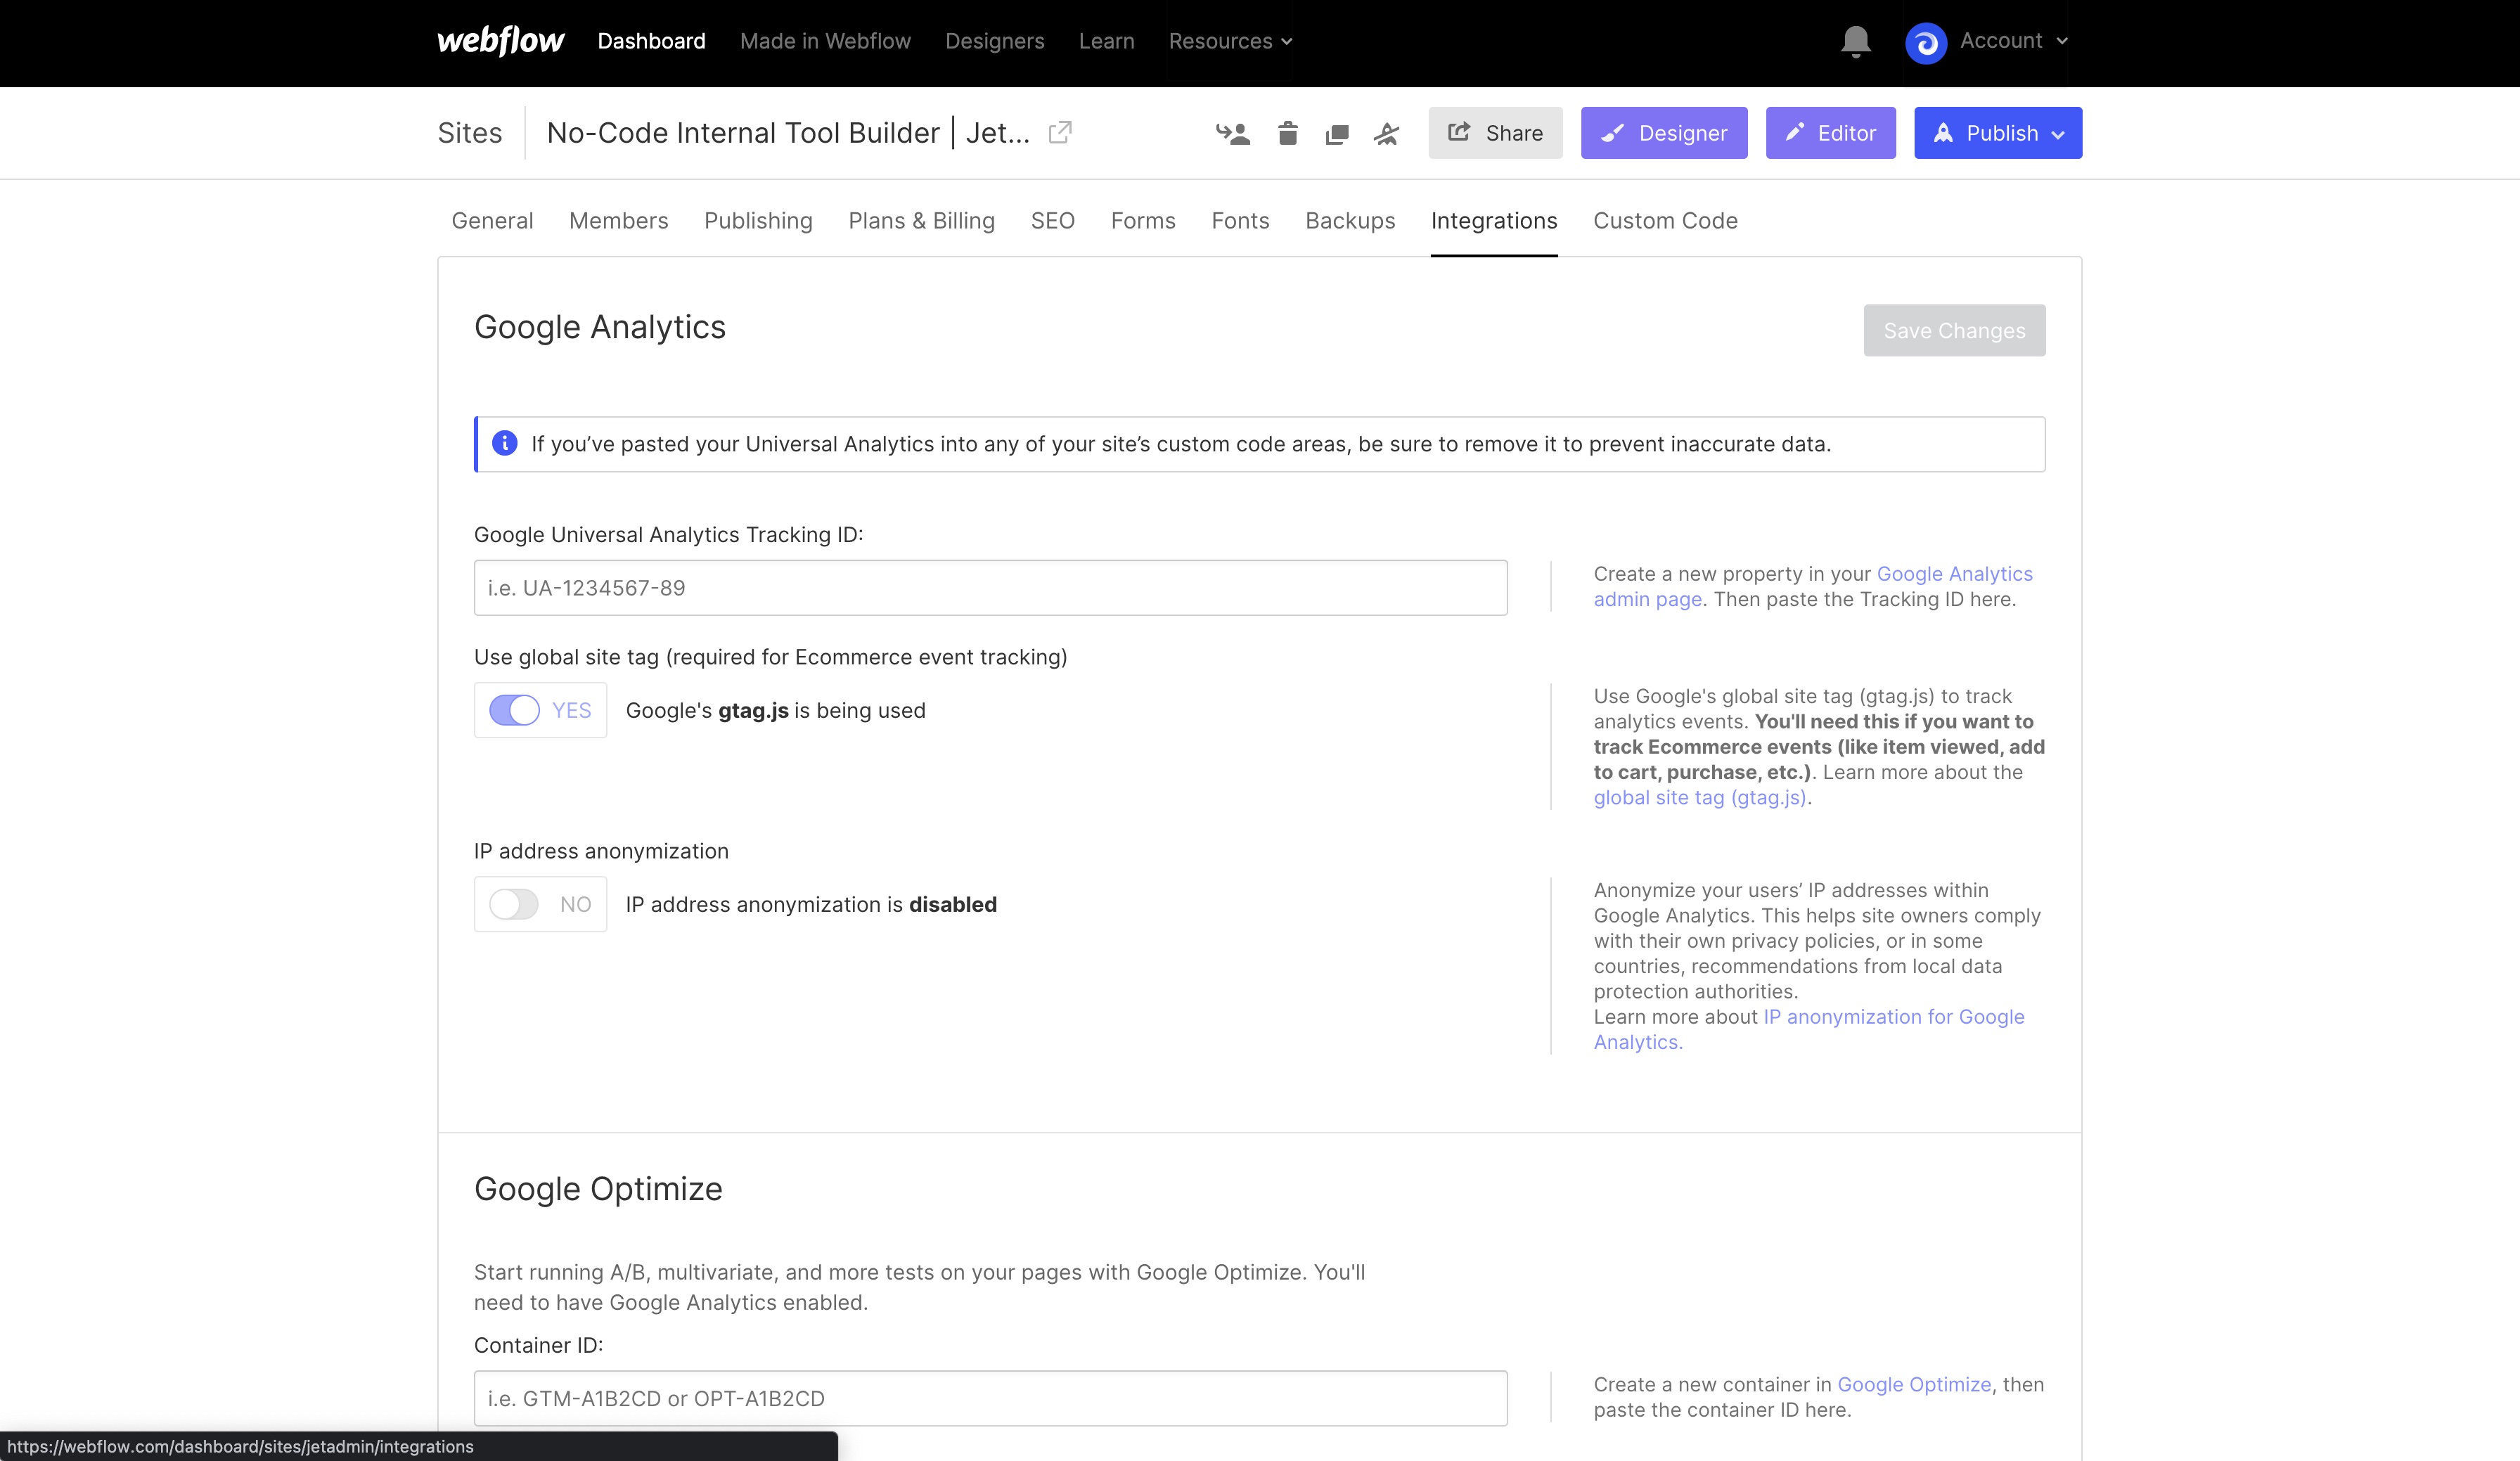 webflow Dashboard Made in Webflow Designers Learn Resources Account
Sites No-Code Internal Tool Builder | Jet... Share Designer Editor Publish
General Members Publishing Plans & Billing SEO Forms Fonts Backups Integrations Custom Code
Google Analytics
Save Changes
If you’ve pasted your Universal Analytics into any of your site’s custom code areas, be sure to remove it to prevent inaccurate data.
Google Universal Analytics Tracking ID:
i.e. UA-1234567-89
Create a new property in your Google Analytics
admin page. Then paste the Tracking ID here.
Use global site tag (required for Ecommerce event tracking)
YES Google's gtag.js is being used
Use Google's global site tag (gtag.js) to track
analytics events. You'll need this if you want to
track Ecommerce events (like item viewed, add
to cart, purchase, etc.). Learn more about the
global site tag (gtag.js).
IP address anonymization
NO IP address anonymization is disabled
Anonymize your users’ IP addresses within
Google Analytics. This helps site owners comply
with their own privacy policies, or in some
countries, recommendations from local data
protection authorities.
Learn more about IP anonymization for Google
Analytics.
Google Optimize
Start running A/B, multivariate, and more tests on your pages with Google Optimize. You'll
need to have Google Analytics enabled.
Container ID:
i.e. GTM-A1B2CD or OPT-A1B2CD
Create a new container in Google Optimize, then
paste the container ID here.
https://webflow.com/dashboard/sites/jetadmin/integrations